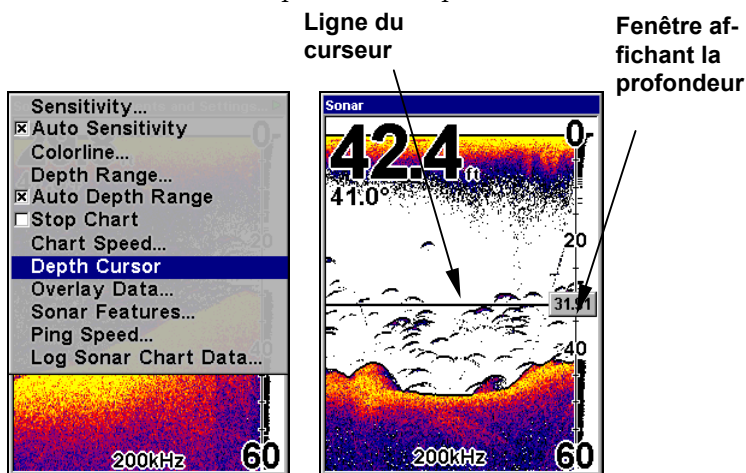 Ligne du
curseur
Fenêtre af-
fichant la
profondeur
Sensitivity...
Auto Sensitivity
Colorline...
Depth Range...
Auto Depth Range
Stop Chart
Chart Speed...
Depth Cursor
Overlay Data...
Sonar Features...
Ping Speed...
Log Sonar Chart Data...
200kHz
60
Sonar
42.4 ft
41.0°
0
20
31.91
40
200kHz
60